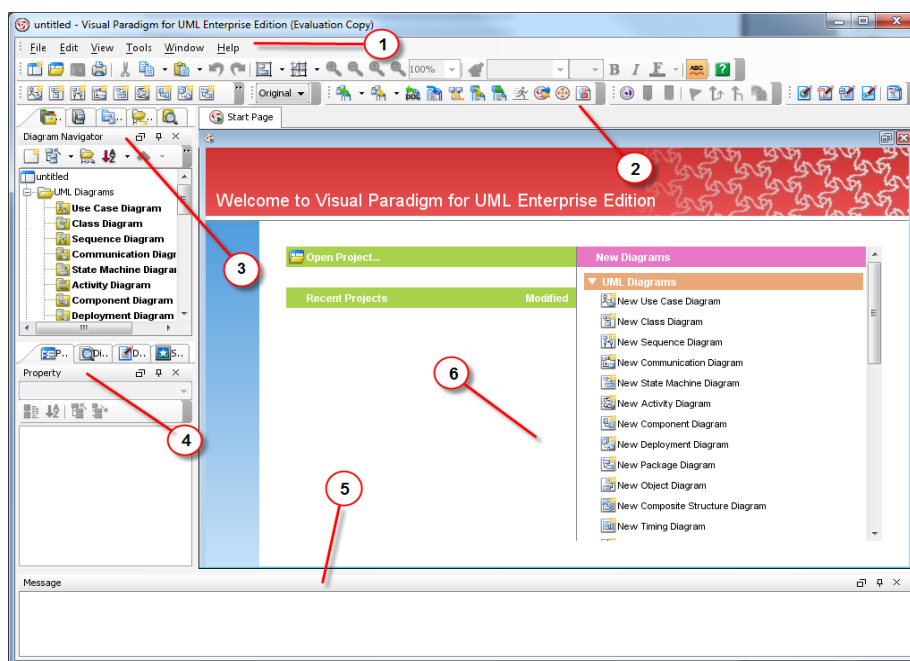 untitled - Visual Paradigm for UML Enterprise Edition (Evaluation Copy)
File Edit View Tools Window Help
1
100%
B I F ABC ?
Original
DDL
2
Start Page
Diagram Navigator
untitled
UML Diagrams
Use Case Diagram
Class Diagram
Sequence Diagram
Communication Diagr
State Machine Diagrar
Activity Diagram
Component Diagram
Deployment Diagram
3
P.. Di.. D.. S..
Property
4
Welcome to Visual Paradigm for UML Enterprise Edition
Open Project...
Recent Projects Modified
New Diagrams
UML Diagrams
New Use Case Diagram
New Class Diagram
New Sequence Diagram
New Communication Diagram
New State Machine Diagram
New Activity Diagram
New Component Diagram
New Deployment Diagram
New Package Diagram
New Object Diagram
New Composite Structure Diagram
New Timing Diagram
6
5
Message